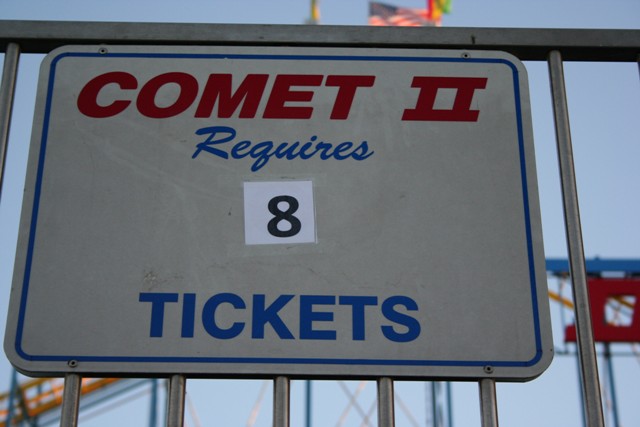 COMET II
Requires
8
TICKETS